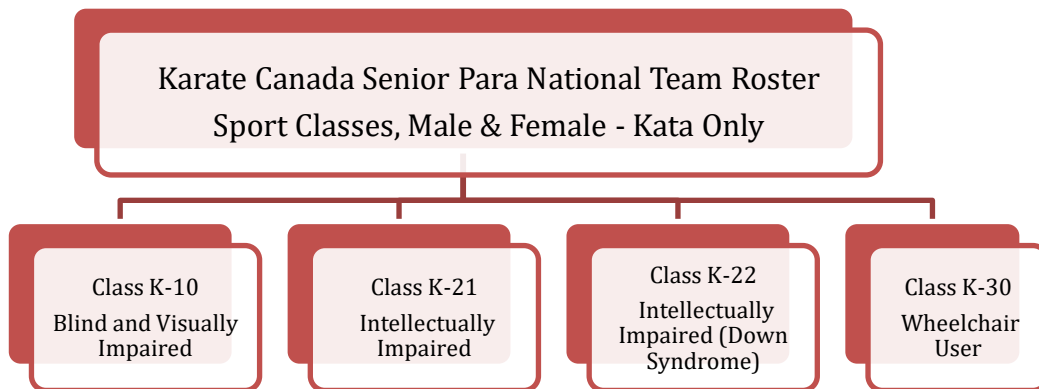 Karate Canada Senior Para National Team Roster
Sport Classes, Male & Female - Kata Only
Class K-10
Blind and Visually
Impaired
Class K-21
Intellectually
Impaired
Class K-22
Intellectually
Impaired (Down
Syndrome)
Class K-30
Wheelchair
User